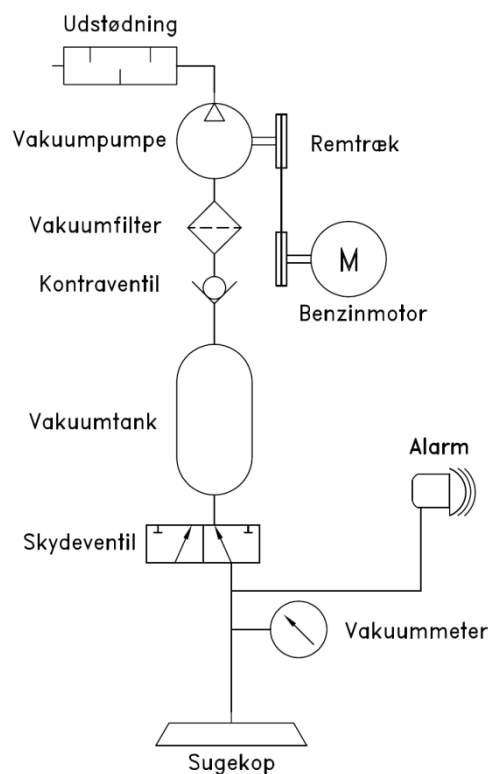 Udstødning
Vakuumpumpe
Remtræk
Vakuumfilter
M
Kontraventil
Benzinmotor
Vakuumtank
Alarm
Skydeventil
Vakuummeter
Sugekop